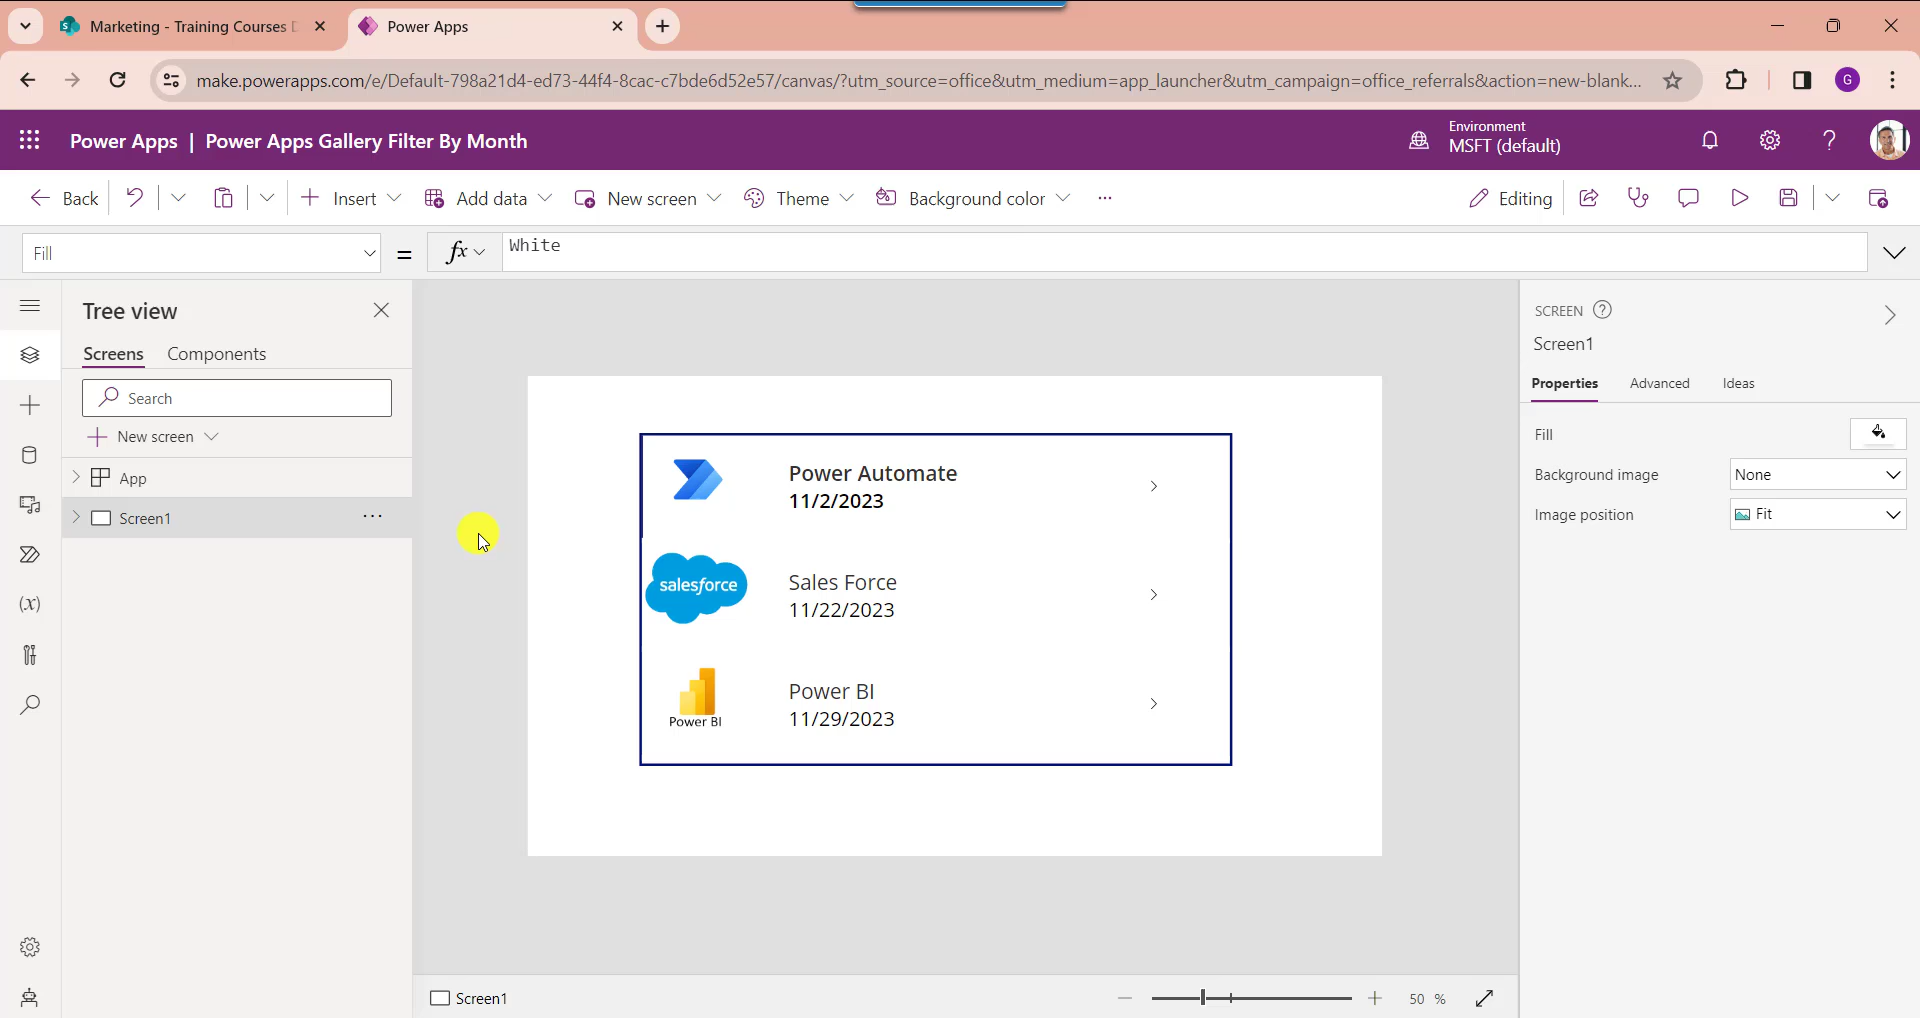 Marketing - Training Courses D
Power Apps
make.powerapps.com/e/Default-798a21d4-ed73-44f4-8cac-c7bde6d52e57/canvas/?utm_source=office&utm_medium=app_launcher&utm_campaign=office_referrals&action=new-blank...
G
Power Apps | Power Apps Gallery Filter By Month
Environment
MSFT (default)
Back
Insert
Add data
New screen
Theme
Background color
...
Editing
Fill
=
fx
White
Tree view
Screens
Components
Search
New screen
App
Screen1
...
Power Automate
11/2/2023
salesforce
Sales Force
11/22/2023
Power BI
Power BI
11/29/2023
SCREEN
Screen1
Properties
Advanced
Ideas
Fill
Background image
None
Image position
Fit
(x)
Screen1
50 %